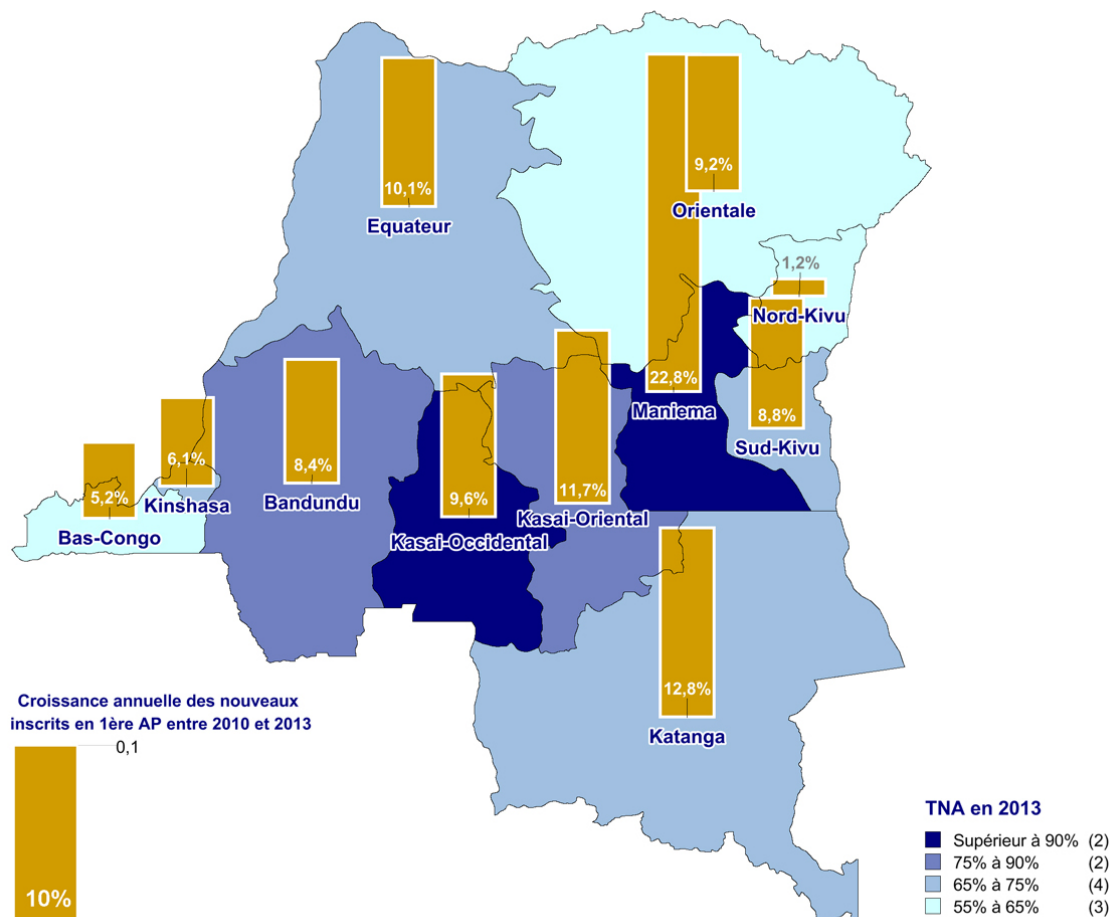 10,1%
Equateur
9,2%
Orientale
1,2%
Nord-Kivu
22,8%
Maniema
8,8%
Sud-Kivu
6,1%
Kinshasa
5,2%
Bas-Congo
8,4%
Bandundu
9,6%
Kasai-Occidental
11,7%
Kasai-Oriental
12,8%
Katanga
Croissance annuelle des nouveaux
inscrits en 1ère AP entre 2010 et 2013
0,1
10%
TNA en 2013
Supérieur à 90% (2)
75% à 90% (2)
65% à 75% (4)
55% à 65% (3)